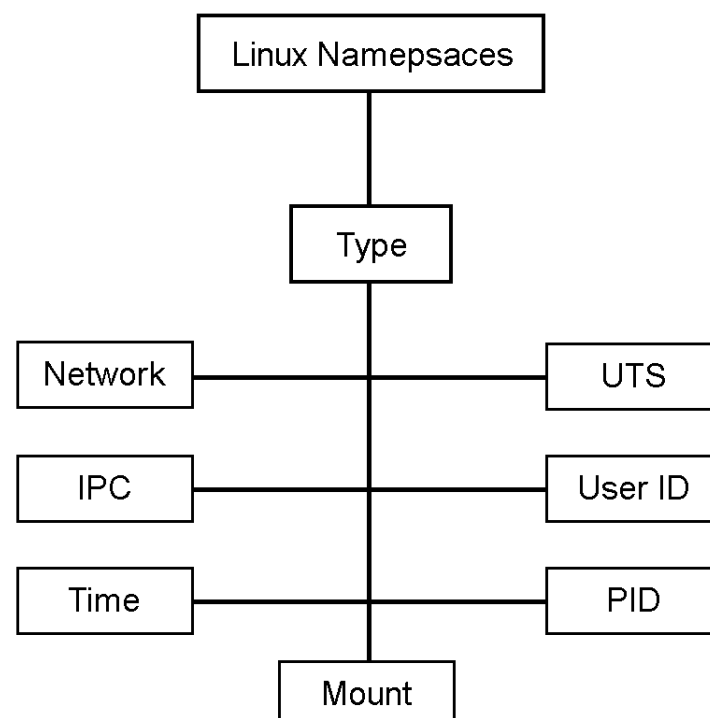 Linux Namepsaces
Type
Network
UTS
IPC
User ID
Time
PID
Mount